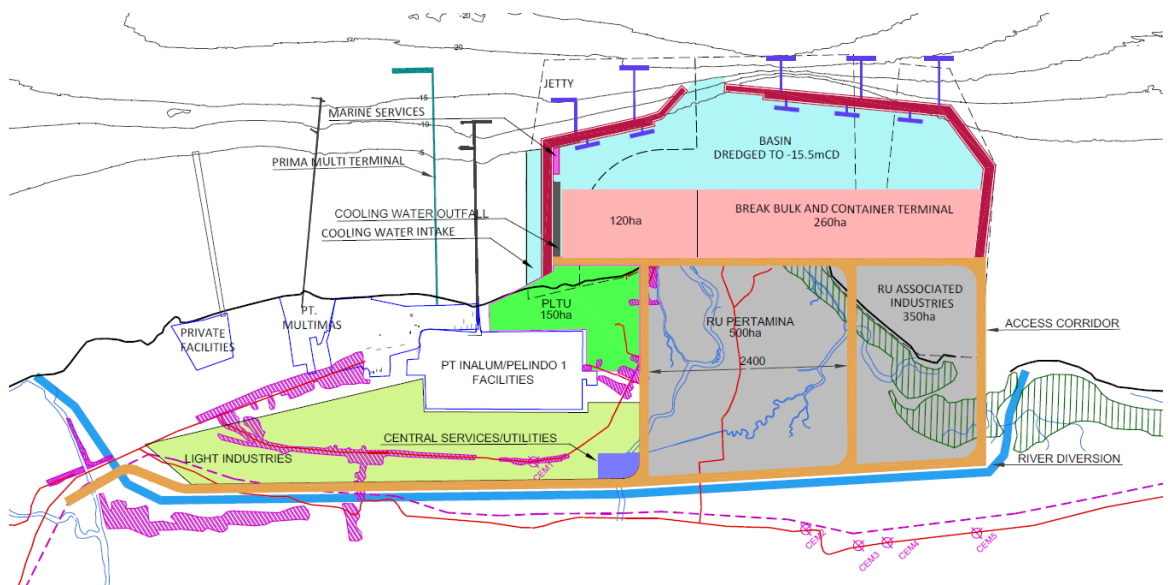 -20
-20
-15
-10
-5
JETTY
MARINE SERVICES
PRIMA MULTI TERMINAL
BASIN
DREDGED TO -15.5mCD
COOLING WATER OUTFALL
COOLING WATER INTAKE
120ha
BREAK BULK AND CONTAINER TERMINAL
260ha
PLTU
150ha
RU ASSOCIATED
INDUSTRIES
350ha
PT.
MULTIMAS
PRIVATE
FACILITIES
RU PERTAMINA
500ha
ACCESS CORRIDOR
2400
PT INALUM/PELINDO 1
FACILITIES
CENTRAL SERVICES/UTILITIES
LIGHT INDUSTRIES
CEM1
RIVER DIVERSION
CEM2
CEM3
CEM4
CEM5